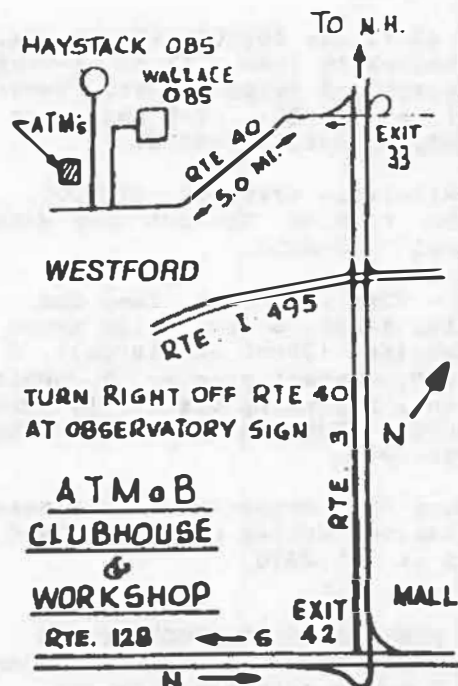 TO N.H.
HAYSTACK OBS
WALLACE
OBS
ATM's
RTE 40
5.0 MI.
EXIT
33
WESTFORD
RTE. I. 495
TURN RIGHT OFF RTE 40
AT OBSERVATORY SIGN
N
RTE. 3
ATMoB
CLUBHOUSE
&
WORKSHOP
EXIT
42
MALL
RTE. 128 S
N